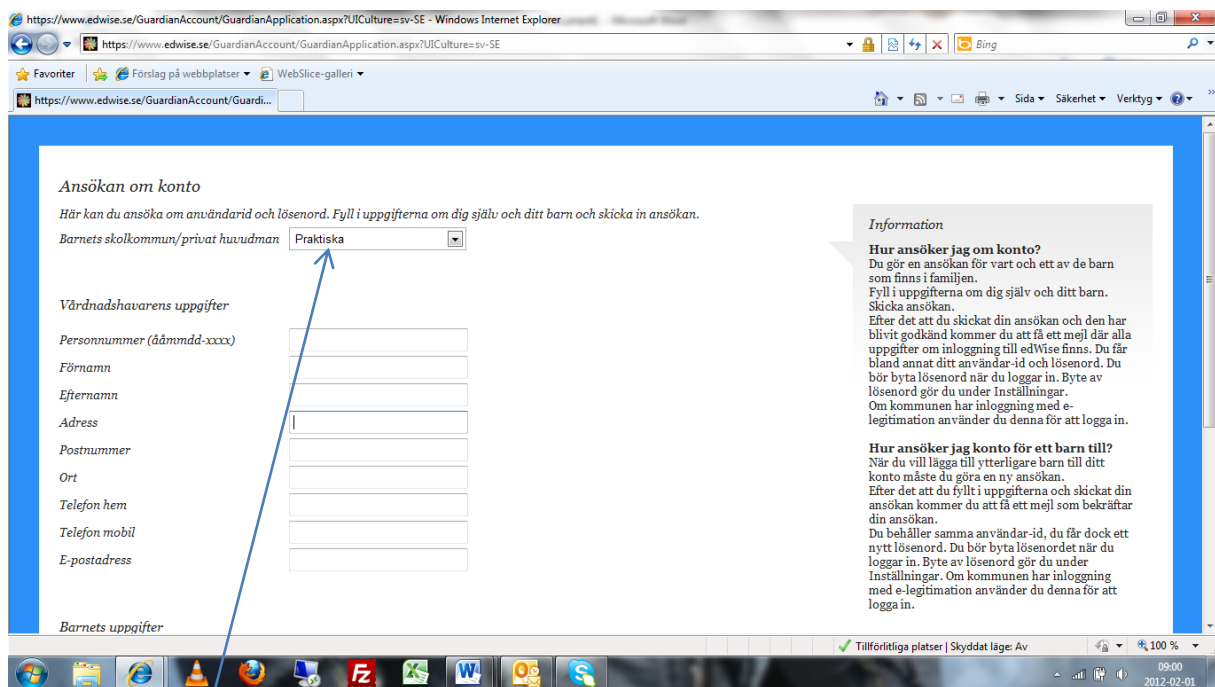 https://www.edwise.se/GuardianAccount/GuardianApplication.aspx?UICulture=sv-SE - Windows Internet Explorer
https://www.edwise.se/GuardianAccount/GuardianApplication.aspx?UICulture=sv-SE
Bing
Favoriter
Förslag på webbplatser
WebSlice-galleri
https://www.edwise.se/GuardianAccount/Guardi...
Sida
Säkerhet
Verktyg
Ansökan om konto
Här kan du ansöka om användarid och lösenord. Fyll i uppgifterna om dig själv och ditt barn och skicka in ansökan.
Barnets skolkommun/privat huvudman
Praktiska
Vårdnadshavarens uppgifter
Personnummer (ååmmdd-xxxx)
Förnamn
Efternamn
Adress
Postnummer
Ort
Telefon hem
Telefon mobil
E-postadress
Barnets uppgifter
Information
Hur ansöker jag om konto?
Du gör en ansökan för vart och ett av de barn
som finns i familjen.
Fyll i uppgifterna om dig själv och ditt barn.
Skicka ansökan.
Efter det att du skickat din ansökan och den har
blivit godkänd kommer du att få ett mejl där alla
uppgifter om inloggning till edWise finns. Du får
bland annat ditt användar-id och lösenord. Du
bör byta lösenord när du loggar in. Byte av
lösenord gör du under Inställningar.
Om kommunen har inloggning med e-
legitimation använder du denna för att logga in.
Hur ansöker jag konto för ett barn till?
När du vill lägga till ytterligare barn till ditt
konto måste du göra en ny ansökan.
Efter det att du fyllt i uppgifterna och skickat din
ansökan kommer du att få ett mejl som bekräftar
din ansökan.
Du behåller samma användar-id, du får dock ett
nytt lösenord. Du bör byta lösenordet när du
loggar in. Byte av lösenord gör du under
Inställningar. Om kommunen har inloggning
med e-legitimation använder du denna för att
logga in.
Tillförlitliga platser | Skyddat läge: Av
100 %
09:00
2012-02-01